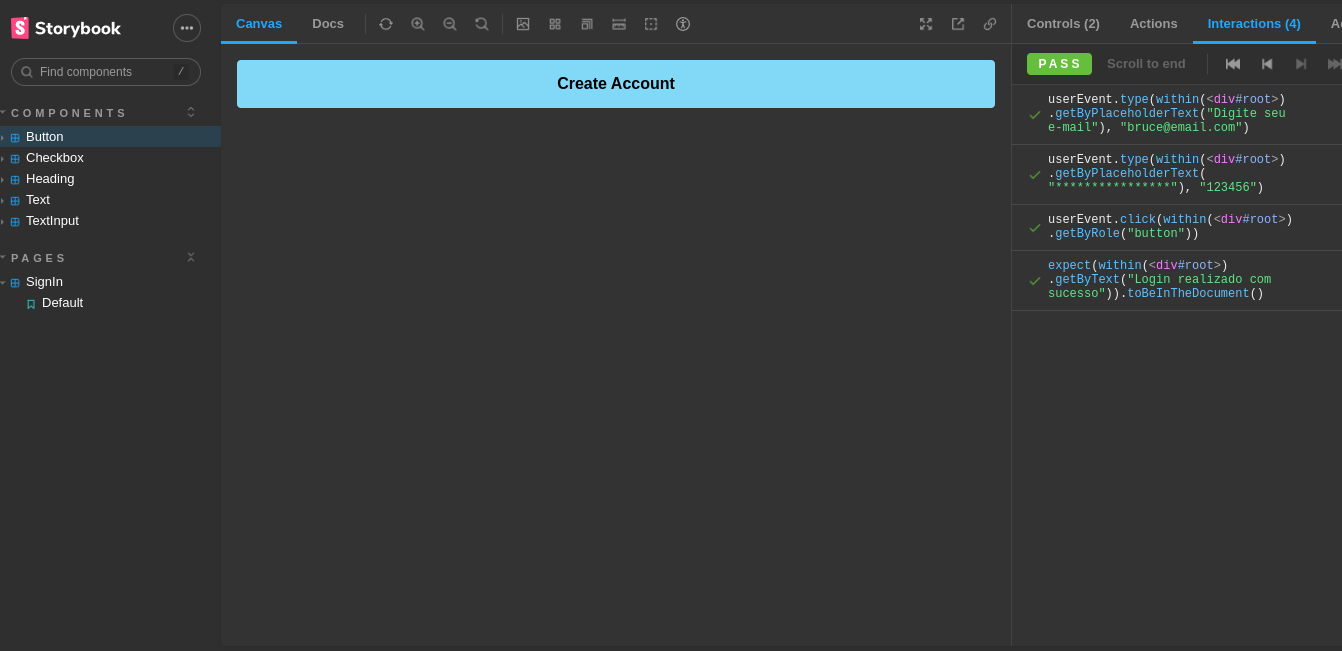 Storybook
Find components
/
COMPONENTS
Button
Checkbox
Heading
Text
TextInput
PAGES
SignIn
Default
Canvas
Docs
Create Account
Controls (2)
Actions
Interactions (4)
PASS
Scroll to end
userEvent.type(within(<div#root>)
.getByPlaceholderText("Digite seu
e-mail"), "bruce@email.com")
userEvent.type(within(<div#root>)
.getByPlaceholderText(
"****************"), "123456")
userEvent.click(within(<div#root>)
.getByRole("button"))
expect(within(<div#root>)
.getByText("Login realizado com
sucesso")).toBeInTheDocument()